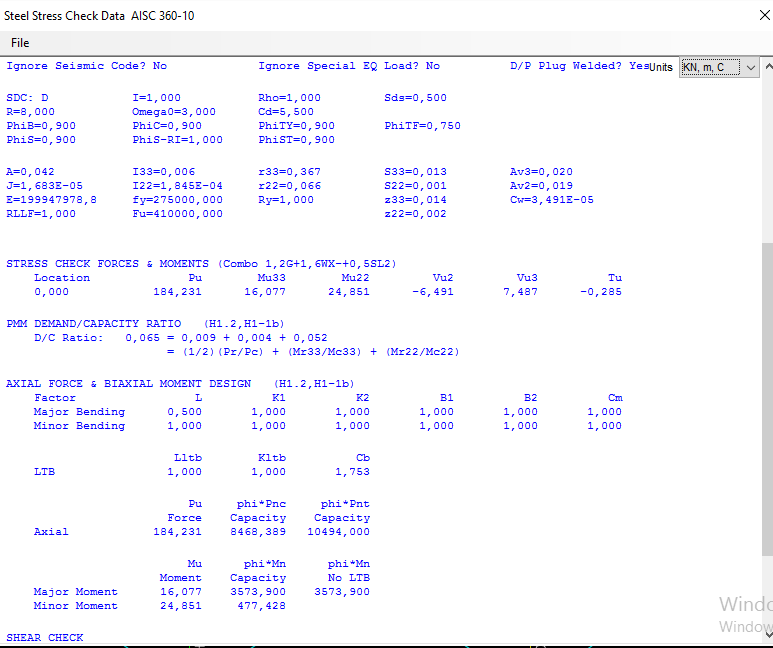 Steel Stress Check Data AISC 360-10
File
Ignore Seismic Code? No Ignore Special EQ Load? No D/P Plug Welded? Yes Units KN, m, C
SDC: D I=1,000 Rho=1,000 Sds=0,500
R=8,000 Omega0=3,000 Cd=5,500
PhiB=0,900 PhiC=0,900 PhiTY=0,900 PhiTF=0,750
PhiS=0,900 PhiS-RI=1,000 PhiST=0,900
A=0,042 I33=0,006 r33=0,367 S33=0,013 Av3=0,020
J=1,683E-05 I22=1,845E-04 r22=0,066 S22=0,001 Av2=0,019
E=199947978,8 fy=275000,000 Ry=1,000 z33=0,014 Cw=3,491E-05
RLLF=1,000 Fu=410000,000 z22=0,002
STRESS CHECK FORCES & MOMENTS (Combo 1,2G+1,6WX-+0,5SL2)
Location Pu Mu33 Mu22 Vu2 Vu3 Tu
0,000 184,231 16,077 24,851 -6,491 7,487 -0,285
PMM DEMAND/CAPACITY RATIO (H1.2,H1-1b)
D/C Ratio: 0,065 = 0,009 + 0,004 + 0,052
= (1/2)(Pr/Pc) + (Mr33/Mc33) + (Mr22/Mc22)
AXIAL FORCE & BIAXIAL MOMENT DESIGN (H1.2,H1-1b)
Factor L K1 K2 B1 B2 Cm
Major Bending 0,500 1,000 1,000 1,000 1,000 1,000
Minor Bending 1,000 1,000 1,000 1,000 1,000 1,000
Lltb Kltb Cb
LTB 1,000 1,000 1,753
Pu phi*Pnc phi*Pnt
Force Capacity Capacity
Axial 184,231 8468,389 10494,000
Mu phi*Mn phi*Mn
Moment Capacity No LTB
Major Moment 16,077 3573,900 3573,900
Minor Moment 24,851 477,428
SHEAR CHECK
Windo
Window